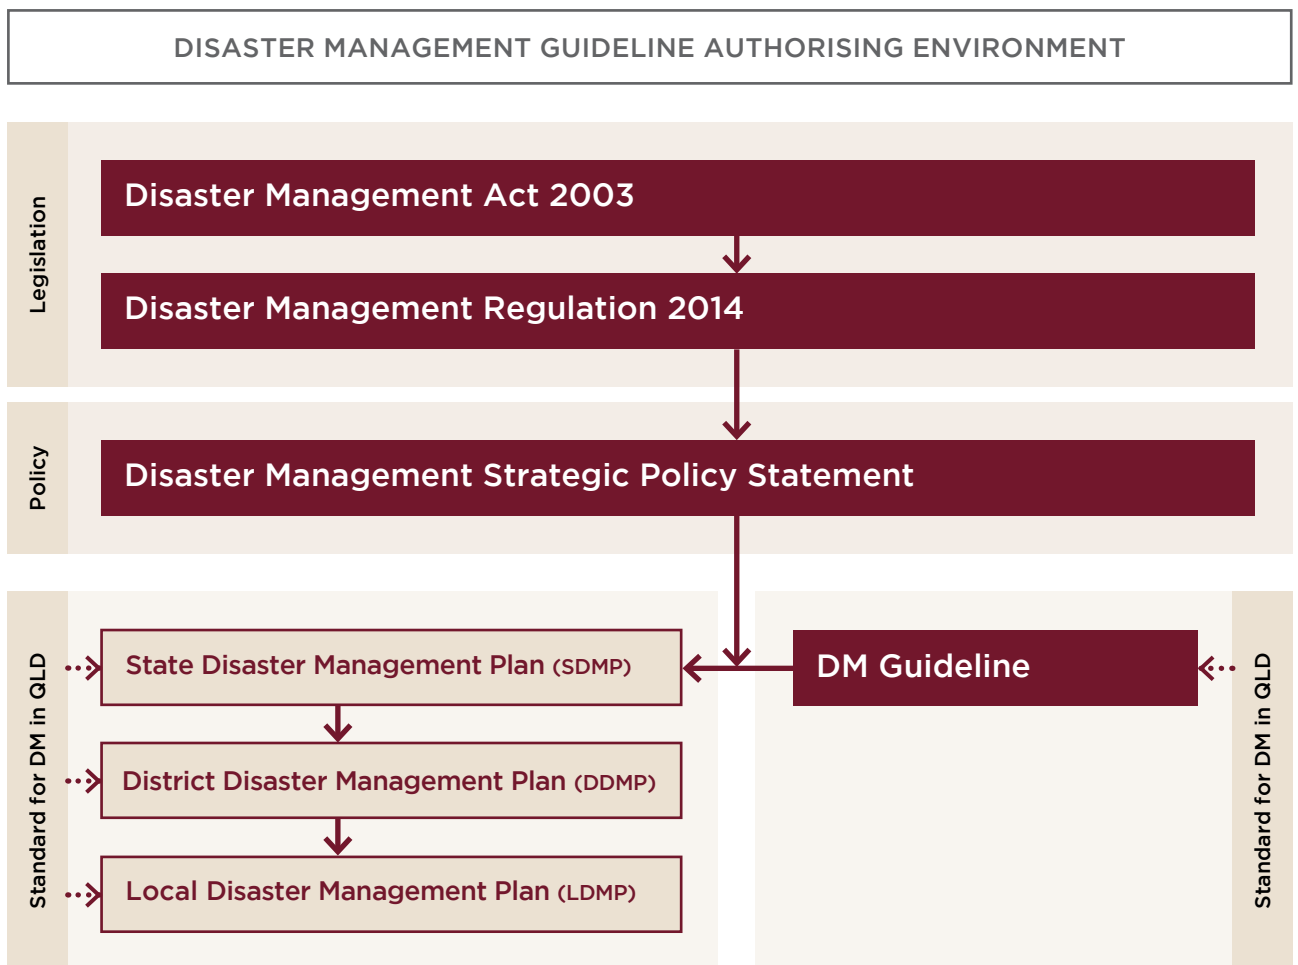 DISASTER MANAGEMENT GUIDELINE AUTHORISING ENVIRONMENT
Legislation
Disaster Management Act 2003
Disaster Management Regulation 2014
Policy
Disaster Management Strategic Policy Statement
Standard for DM in QLD
State Disaster Management Plan (SDMP)
District Disaster Management Plan (DDMP)
Local Disaster Management Plan (LDMP)
DM Guideline
Standard for DM in QLD